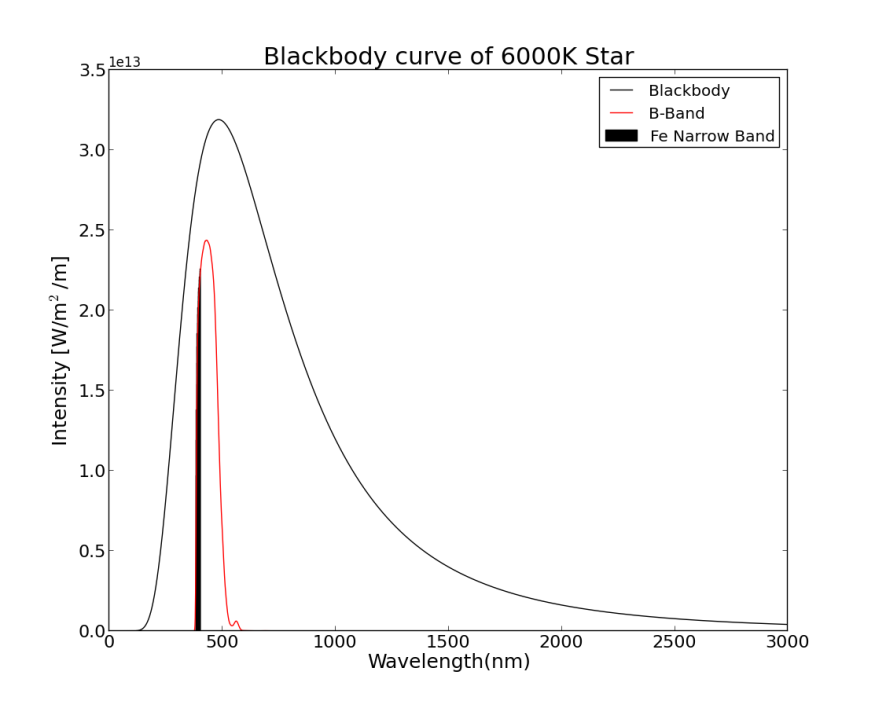 Blackbody curve of 6000K Star
1e13
3.5
3.0
2.5
2.0
1.5
1.0
0.5
0.0
Intensity [W/m² /m]
Blackbody
B-Band
Fe Narrow Band
0 500 1000 1500 2000 2500 3000
Wavelength(nm)